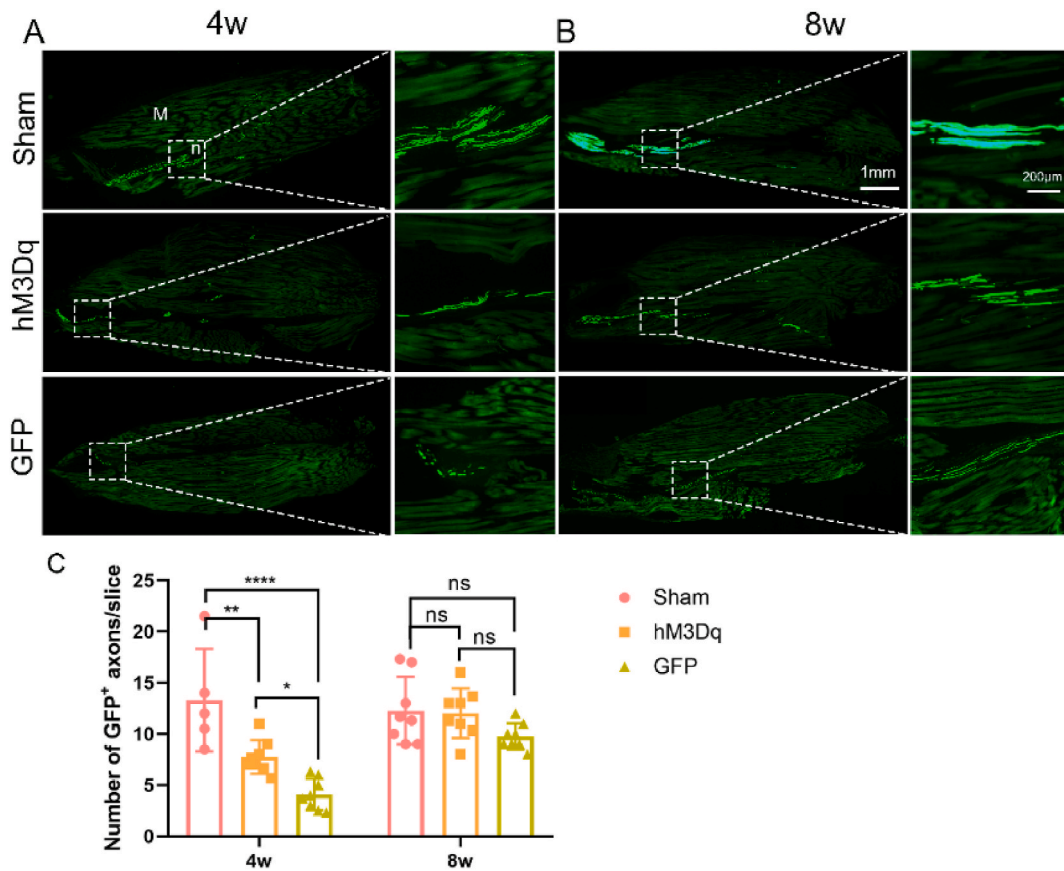 A 4w B 8w
Sham
M
n
1mm
200μm
hM3Dq
GFP
C
Number of GFP⁺ axons/slice
25
20
15
10
5
0
****
**
*
ns
ns
ns
4w
8w
Sham
hM3Dq
GFP